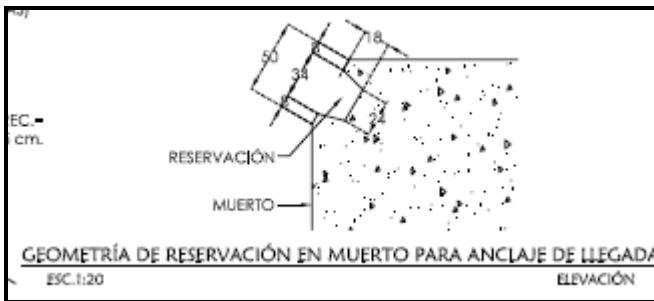 18
50
34
24
EC.=
cm.
RESERVACIÓN
MUERTO
GEOMETRÍA DE RESERVACIÓN EN MUERTO PARA ANCLAJE DE LLEGADA
ESC.1:20
ELEVACIÓN